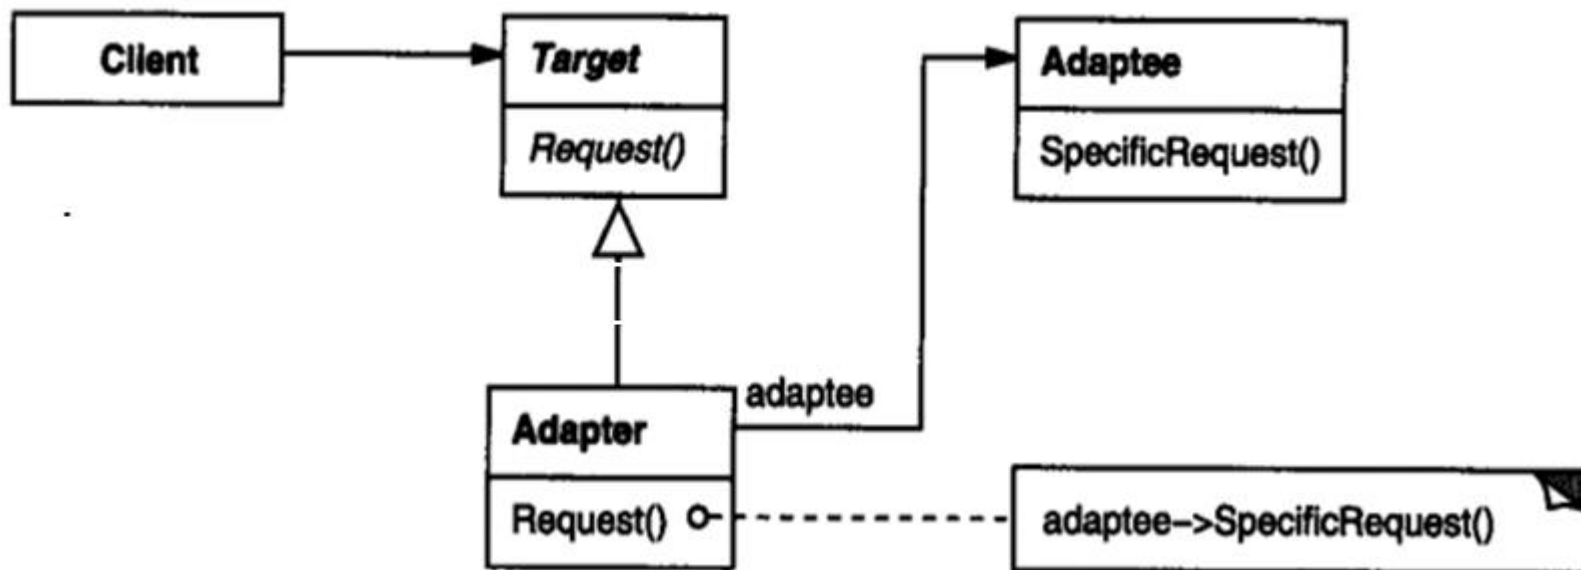 Client
Target
Request()
Adaptee
SpecificRequest()
adaptee
Adapter
Request()
adaptee->SpecificRequest()